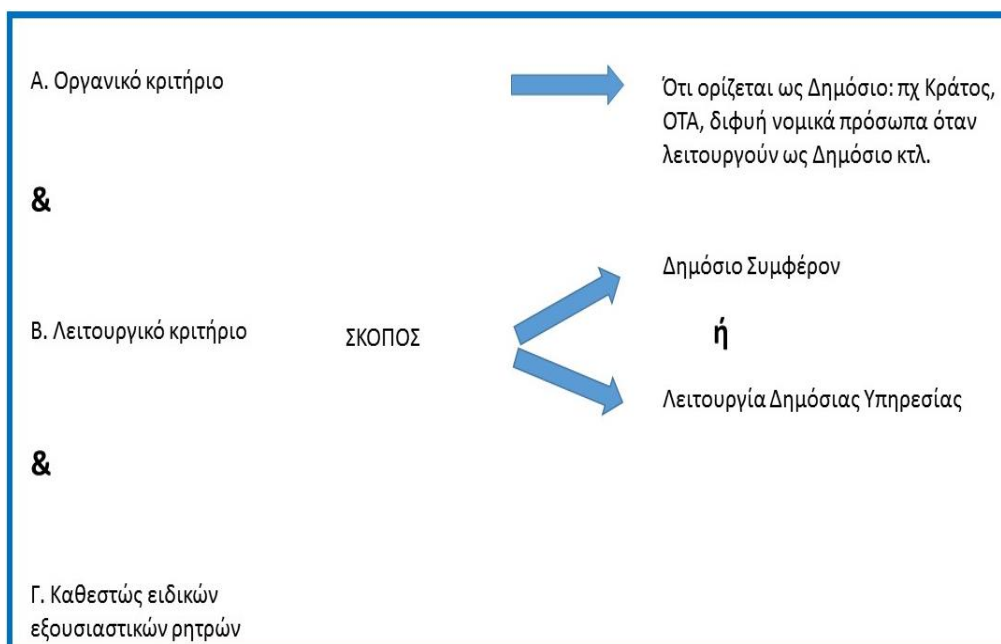 Α. Οργανικό κριτήριο
Ότι ορίζεται ως Δημόσιο: πχ Κράτος,
ΟΤΑ, διφυή νομικά πρόσωπα όταν
λειτουργούν ως Δημόσιο κτλ.
&
Δημόσιο Συμφέρον
Β. Λειτουργικό κριτήριο
ΣΚΟΠΟΣ
ή
Λειτουργία Δημόσιας Υπηρεσίας
&
Γ. Καθεστώς ειδικών
εξουσιαστικών ρητρών